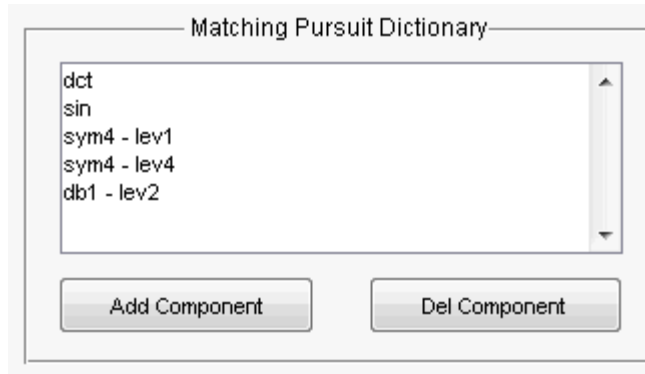 Matching Pursuit Dictionary
dct
sin
sym4 - lev1
sym4 - lev4
db1 - lev2
Add Component
Del Component